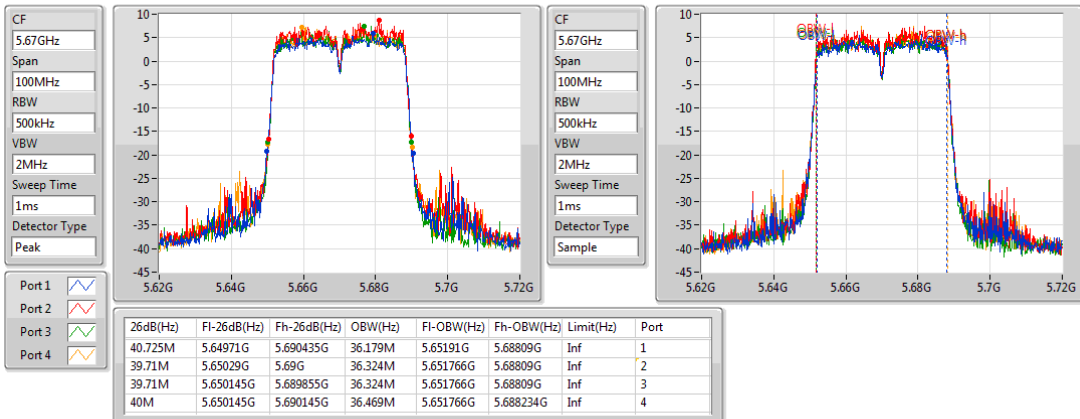 CF
5.67GHz
Span
100MHz
RBW
500kHz
VBW
2MHz
Sweep Time
1ms
Detector Type
Peak
10
5
0
-5
-10
-15
-20
-25
-30
-35
-40
-45
5.62G 5.64G 5.66G 5.68G 5.7G 5.72G
CF
5.67GHz
Span
100MHz
RBW
500kHz
VBW
2MHz
Sweep Time
1ms
Detector Type
Sample
10
5
0
-5
-10
-15
-20
-25
-30
-35
-40
-45
OBW-l OBW-h
5.62G 5.64G 5.66G 5.68G 5.7G 5.72G
Port 1
Port 2
Port 3
Port 4
26dB(Hz) Fl-26dB(Hz) Fh-26dB(Hz) OBW(Hz) Fl-OBW(Hz) Fh-OBW(Hz) Limit(Hz) Port
40.725M 5.64971G 5.690435G 36.179M 5.65191G 5.68809G Inf 1
39.71M 5.65029G 5.69G 36.324M 5.651766G 5.68809G Inf 2
39.71M 5.650145G 5.689855G 36.324M 5.651766G 5.68809G Inf 3
40M 5.650145G 5.690145G 36.469M 5.651766G 5.688234G Inf 4